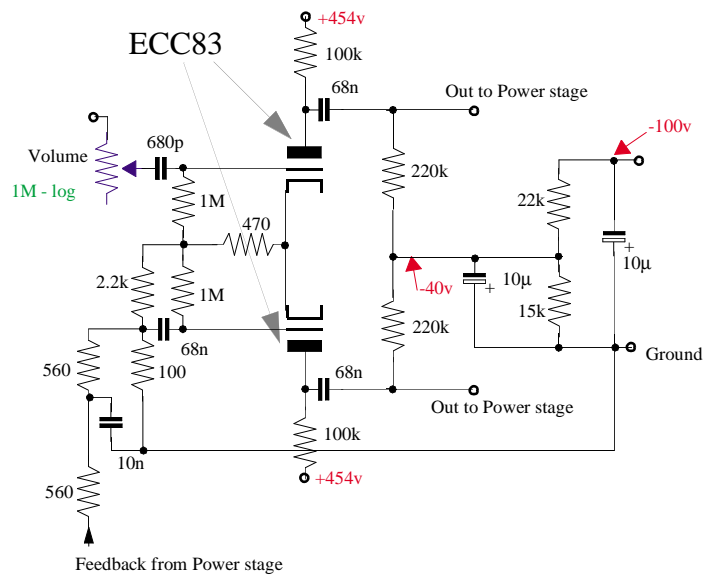 +454v
ECC83
100k
68n
Out to Power stage
-100v
Volume
680p
1M - log
1M
220k
22k
470
+
10µ
2.2k
1M
-40v
10µ
+
15k
68n
220k
560
100
68n
Ground
Out to Power stage
100k
10n
+454v
560
Feedback from Power stage